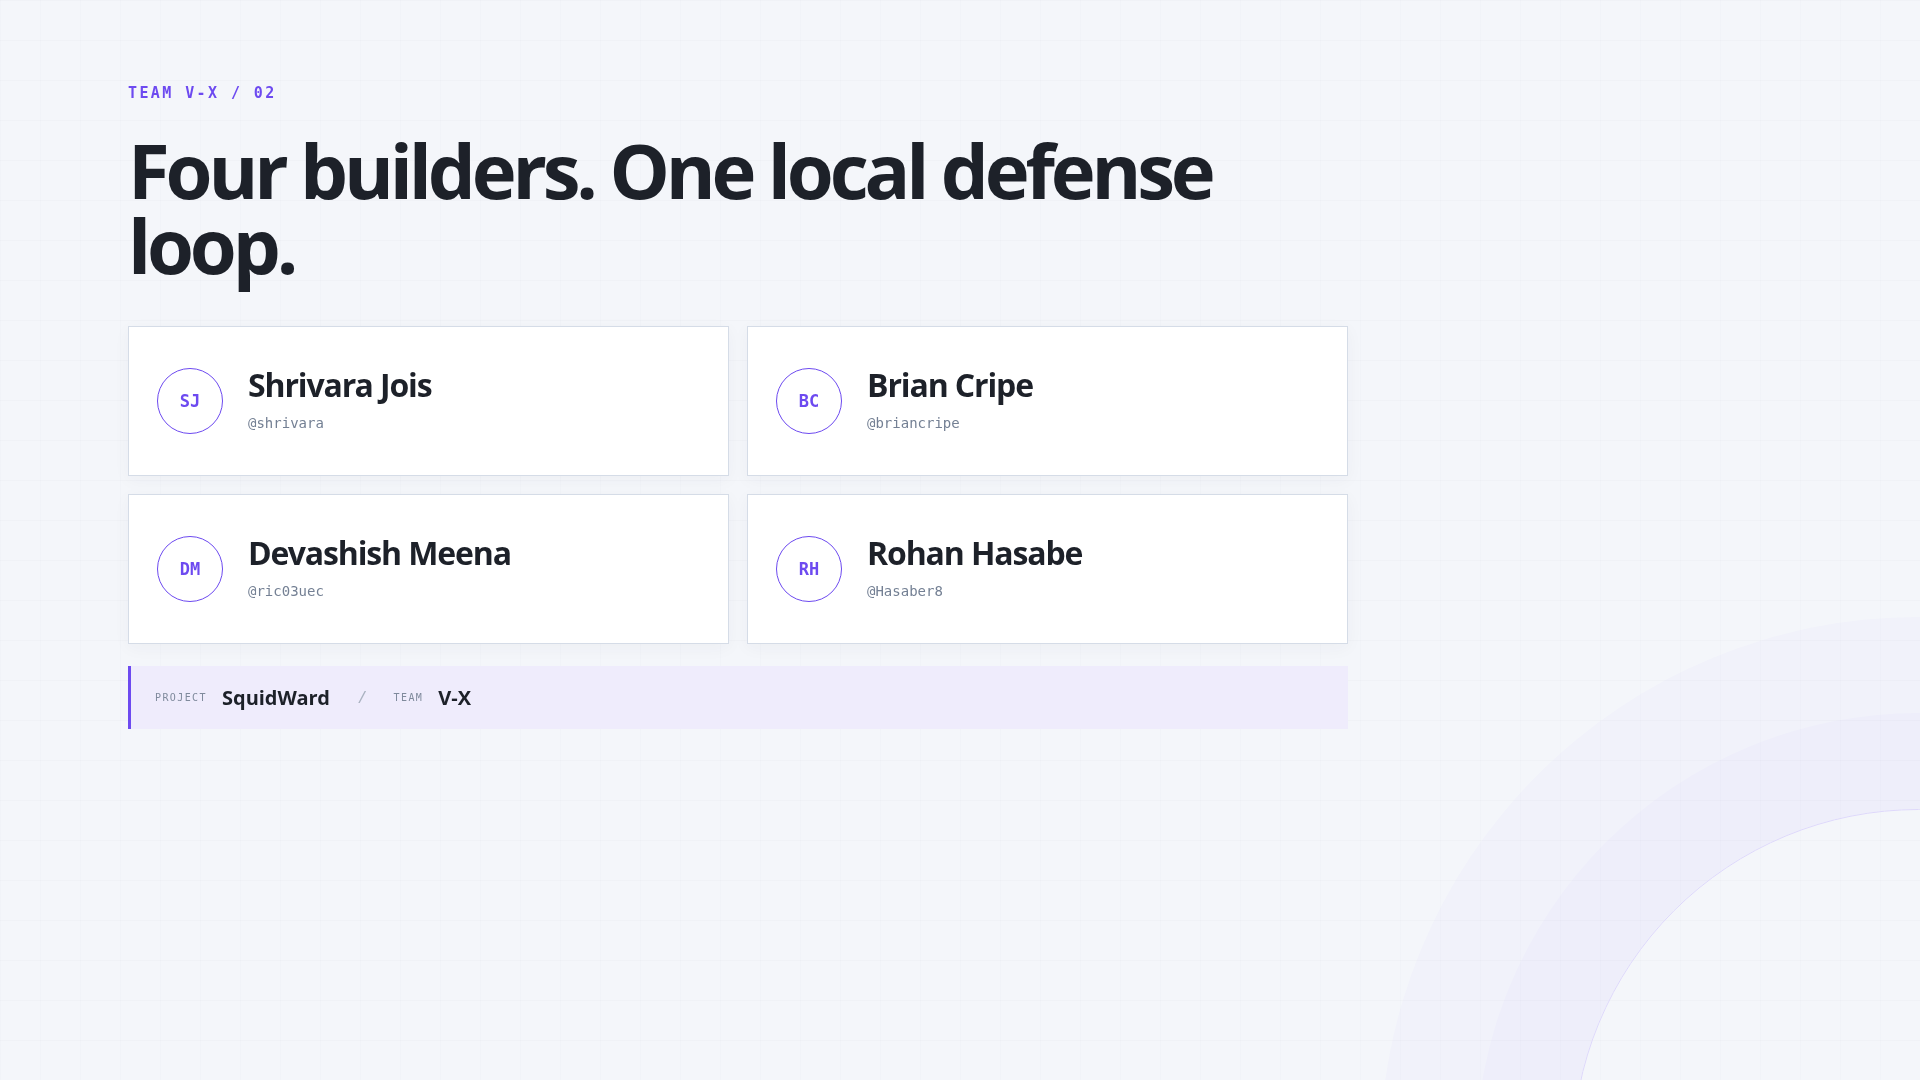 TEAM V-X / 02
Four builders. One local defense
loop.
SJ
Shrivara Jois
@shrivara
BC
Brian Cripe
@briancripe
DM
Devashish Meena
@ric03uec
RH
Rohan Hasabe
@Hasaber8
PROJECT SquidWard / TEAM V-X